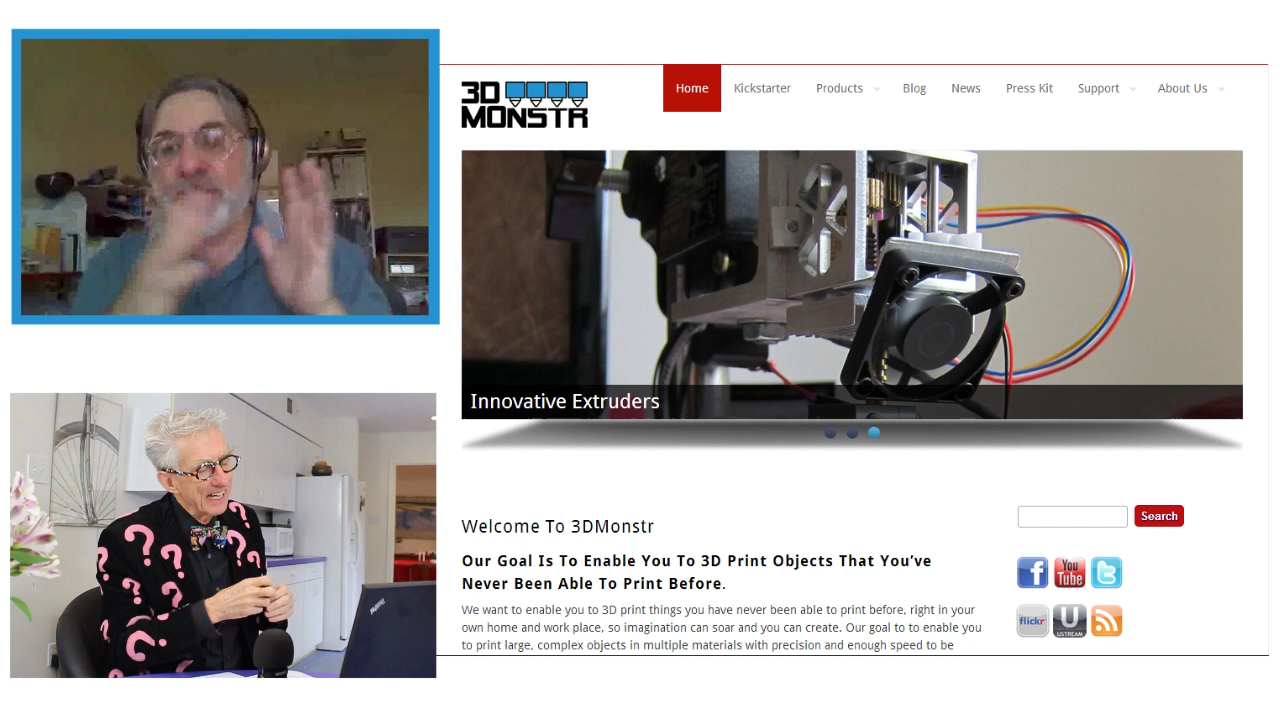 3D
MONSTR
Home
Kickstarter
Products
Blog
News
Press Kit
Support
About Us
Innovative Extruders
Welcome To 3DMonstr
Search
Our Goal Is To Enable You To 3D Print Objects That You’ve
Never Been Able To Print Before.
We want to enable you to 3D print things you have never been able to print before, right in your
own home and work place, so imagination can soar and you can create. Our goal to to enable you
to print large, complex objects in multiple materials with precision and enough speed to be
f
You
Tube
t
flickr
U
USTREAM
ThinkPad
? ? ? ? ? ? ?